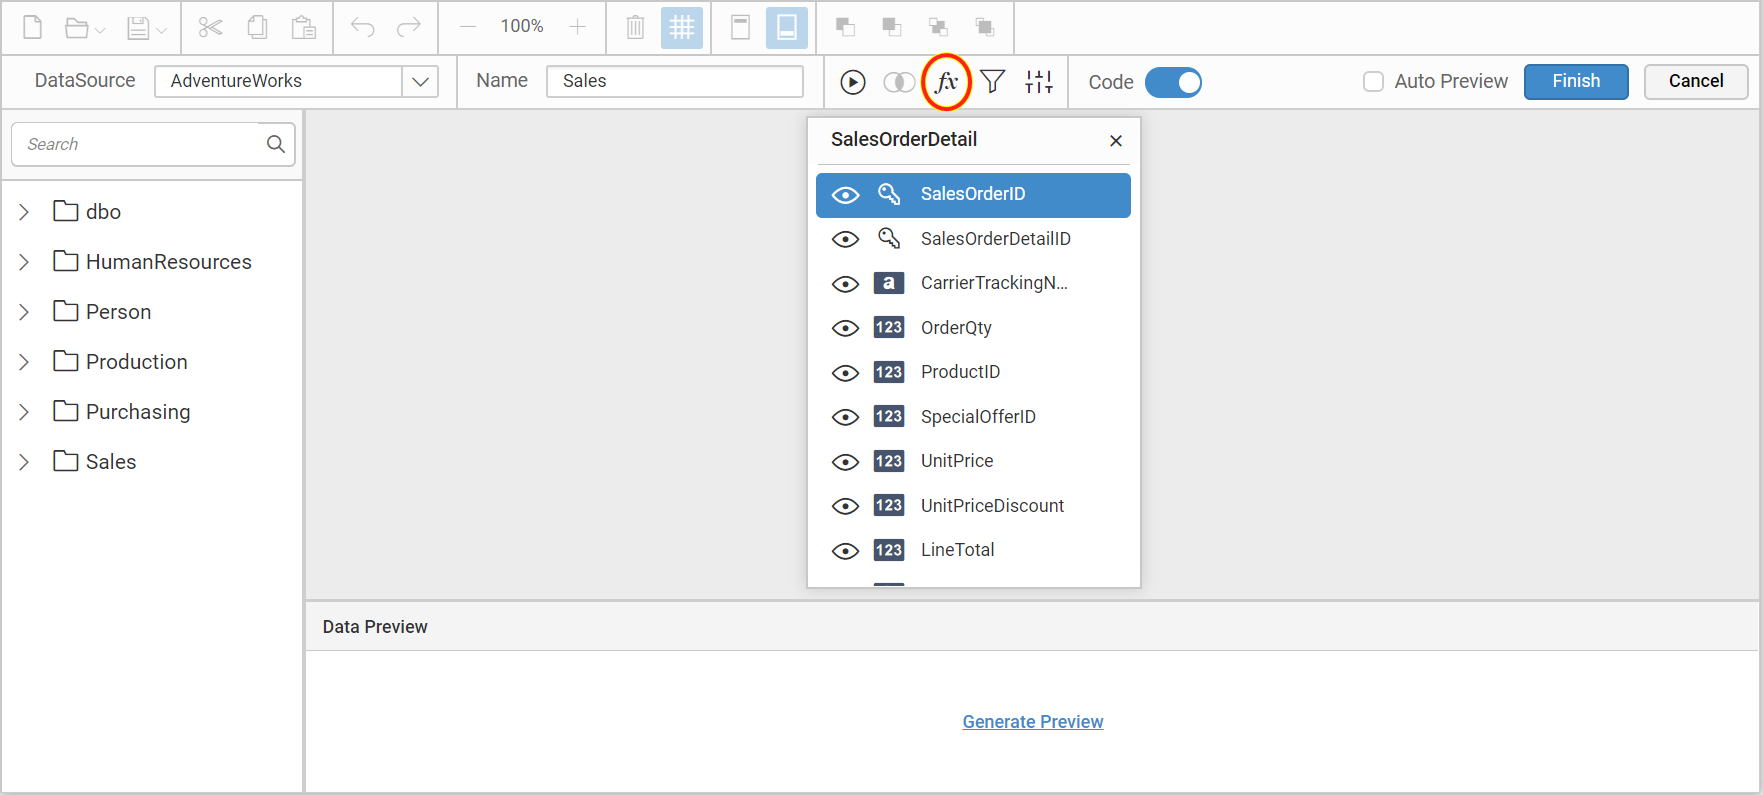 100%
DataSource AdventureWorks Name Sales fx Code Auto Preview Finish Cancel
Search
dbo
HumanResources
Person
Production
Purchasing
Sales
SalesOrderDetail
SalesOrderID
SalesOrderDetailID
a CarrierTrackingN...
123 OrderQty
123 ProductID
123 SpecialOfferID
123 UnitPrice
123 UnitPriceDiscount
123 LineTotal
Data Preview
Generate Preview